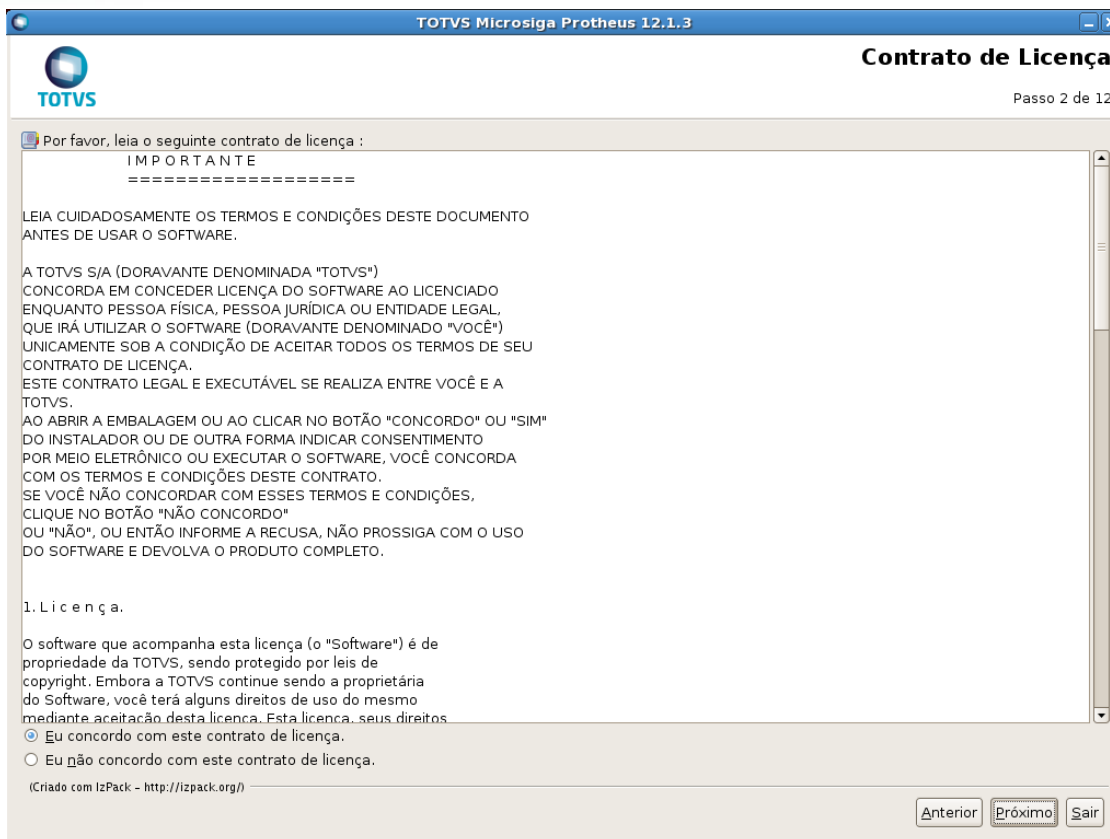 TOTVS Microsiga Protheus 12.1.3
TOTVS
Contrato de Licença
Passo 2 de 12
Por favor, leia o seguinte contrato de licença :
I M P O R T A N T E
===================
LEIA CUIDADOSAMENTE OS TERMOS E CONDIÇÕES DESTE DOCUMENTO
ANTES DE USAR O SOFTWARE.
A TOTVS S/A (DORAVANTE DENOMINADA "TOTVS")
CONCORDA EM CONCEDER LICENÇA DO SOFTWARE AO LICENCIADO
ENQUANTO PESSOA FÍSICA, PESSOA JURÍDICA OU ENTIDADE LEGAL,
QUE IRÁ UTILIZAR O SOFTWARE (DORAVANTE DENOMINADO "VOCÊ")
UNICAMENTE SOB A CONDIÇÃO DE ACEITAR TODOS OS TERMOS DE SEU
CONTRATO DE LICENÇA.
ESTE CONTRATO LEGAL E EXECUTÁVEL SE REALIZA ENTRE VOCÊ E A
TOTVS.
AO ABRIR A EMBALAGEM OU AO CLICAR NO BOTÃO "CONCORDO" OU "SIM"
DO INSTALADOR OU DE OUTRA FORMA INDICAR CONSENTIMENTO
POR MEIO ELETRÔNICO OU EXECUTAR O SOFTWARE, VOCÊ CONCORDA
COM OS TERMOS E CONDIÇÕES DESTE CONTRATO.
SE VOCÊ NÃO CONCORDAR COM ESSES TERMOS E CONDIÇÕES,
CLIQUE NO BOTÃO "NÃO CONCORDO"
OU "NÃO", OU ENTÃO INFORME A RECUSA, NÃO PROSSIGA COM O USO
DO SOFTWARE E DEVOLVA O PRODUTO COMPLETO.
1. L i c e n ç a.
O software que acompanha esta licença (o "Software") é de
propriedade da TOTVS, sendo protegido por leis de
copyright. Embora a TOTVS continue sendo a proprietária
do Software, você terá alguns direitos de uso do mesmo
mediante aceitação desta licença. Esta licença, seus direitos
Eu concordo com este contrato de licença.
Eu não concordo com este contrato de licença.
(Criado com IzPack – http://izpack.org/)
Anterior Próximo Sair